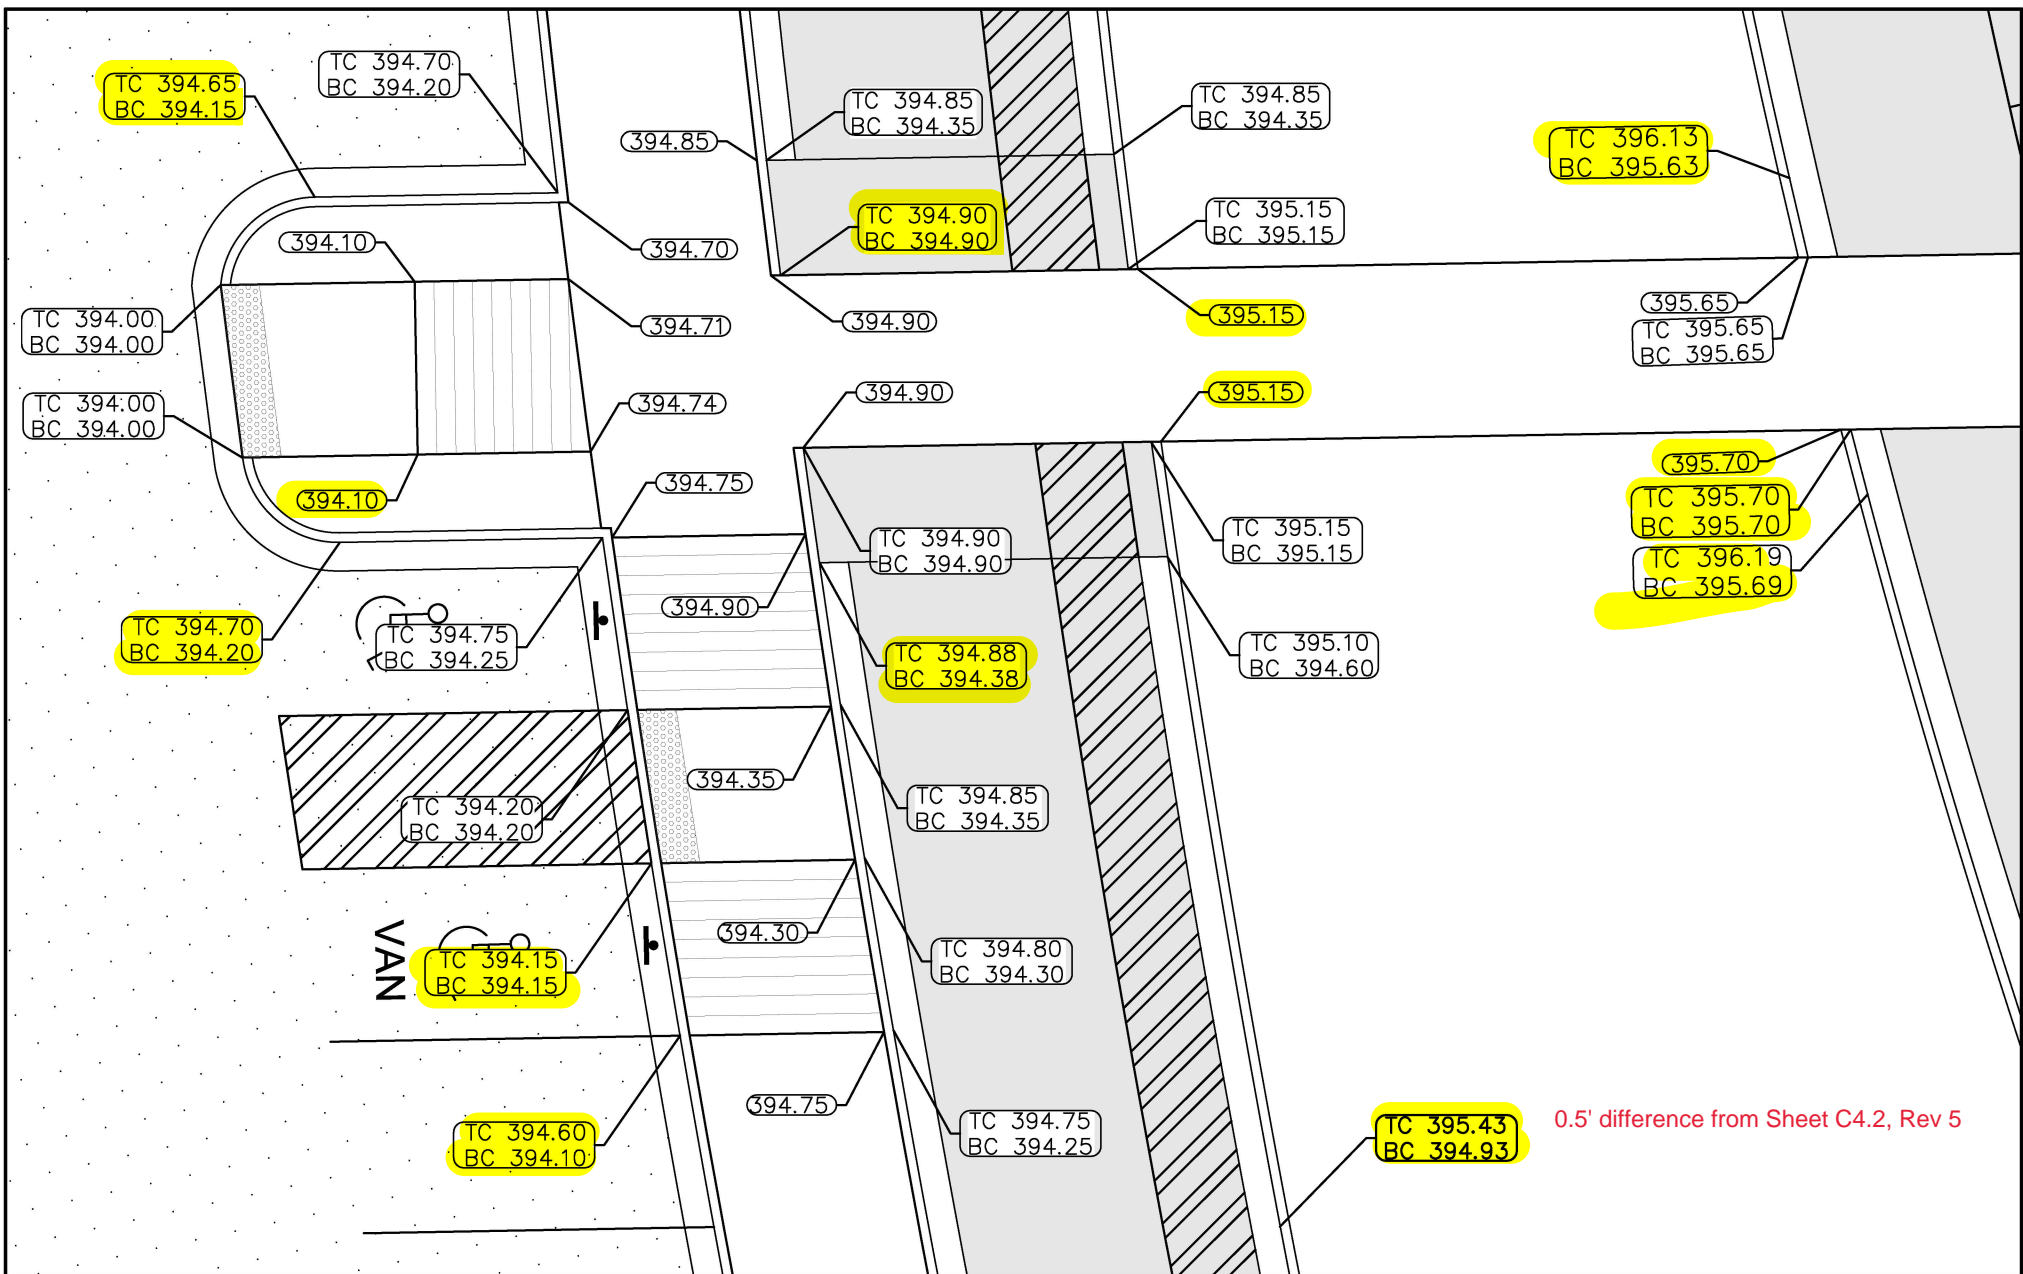 TC 394.65
BC 394.15
TC 394.70
BC 394.20
394.85
TC 394.85
BC 394.35
TC 394.85
BC 394.35
TC 396.13
BC 395.63
394.10
394.70
TC 394.90
BC 394.90
TC 395.15
BC 395.15
TC 394.00
BC 394.00
394.71
394.90
395.15
395.65
TC 395.65
BC 395.65
TC 394.00
BC 394.00
394.74
394.90
395.15
394.10
394.75
395.70
TC 395.70
BC 395.70
TC 394.90
BC 394.90
TC 395.15
BC 395.15
TC 396.19
BC 395.69
TC 394.70
BC 394.20
TC 394.75
BC 394.25
394.90
TC 394.88
BC 394.38
TC 395.10
BC 394.60
TC 394.20
BC 394.20
394.35
TC 394.85
BC 394.35
VAN
TC 394.15
BC 394.15
394.30
TC 394.80
BC 394.30
TC 394.60
BC 394.10
394.75
TC 394.75
BC 394.25
TC 395.43
BC 394.93
0.5' difference from Sheet C4.2, Rev 5